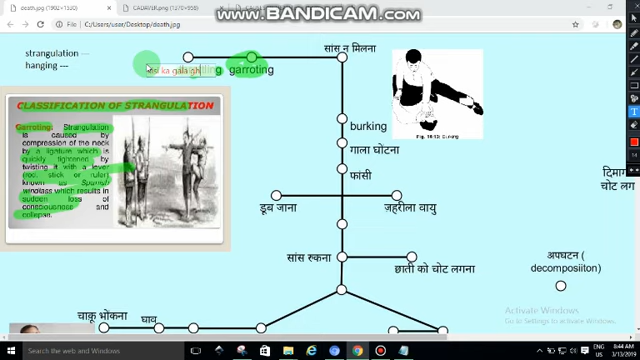 death.jpg (1902×1320)
CADAVER.png (1270×958)
www.BANDICAM.com
C:/Users/user/Desktop/death.jpg
strangulation ---
hanging ---
सांस न मिलना
garroting
CLASSIFICATION OF STRANGULATION
Garroting: Strangulation
is caused by
compression of the neck
by a ligature which is
quickly tightened by
twisting it with a lever
(rod, stick or ruler)
known as Spanish
windlass which results in
sudden loss of
consciousness and
collapse.
burking
गाला घोंटना
फांसी
डूब जाना
ज़हरीला वायु
सांस रुकना
छाती को चोट लगना
चोट लग
अपघटन (
decomposiiton)
चाकू भोंकना
घाव
Activate Windows
Go to Settings to activate Windows.
Type here to search
ENG
8:44 AM
3/13/2019